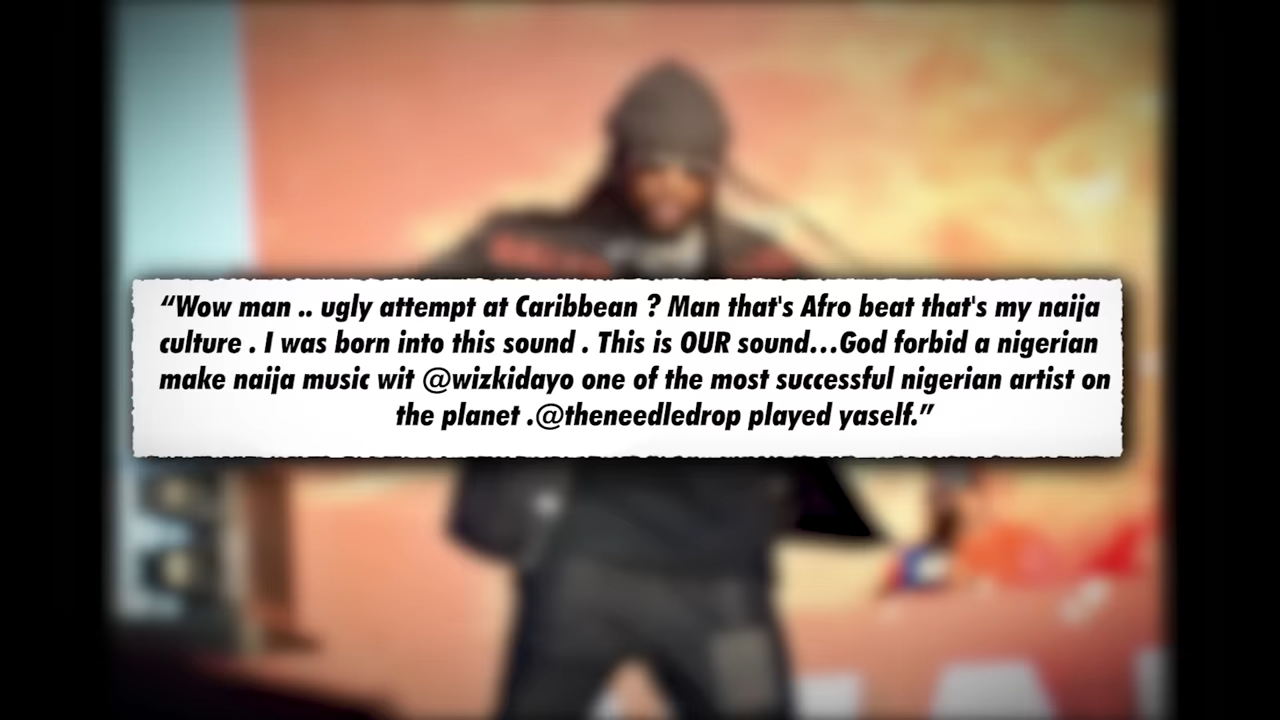 “Wow man .. ugly attempt at Caribbean ? Man that's Afro beat that's my naija
culture . I was born into this sound . This is OUR sound...God forbid a nigerian
make naija music wit @wizkidayo one of the most successful nigerian artist on
the planet .@theneedledrop played yaself.”